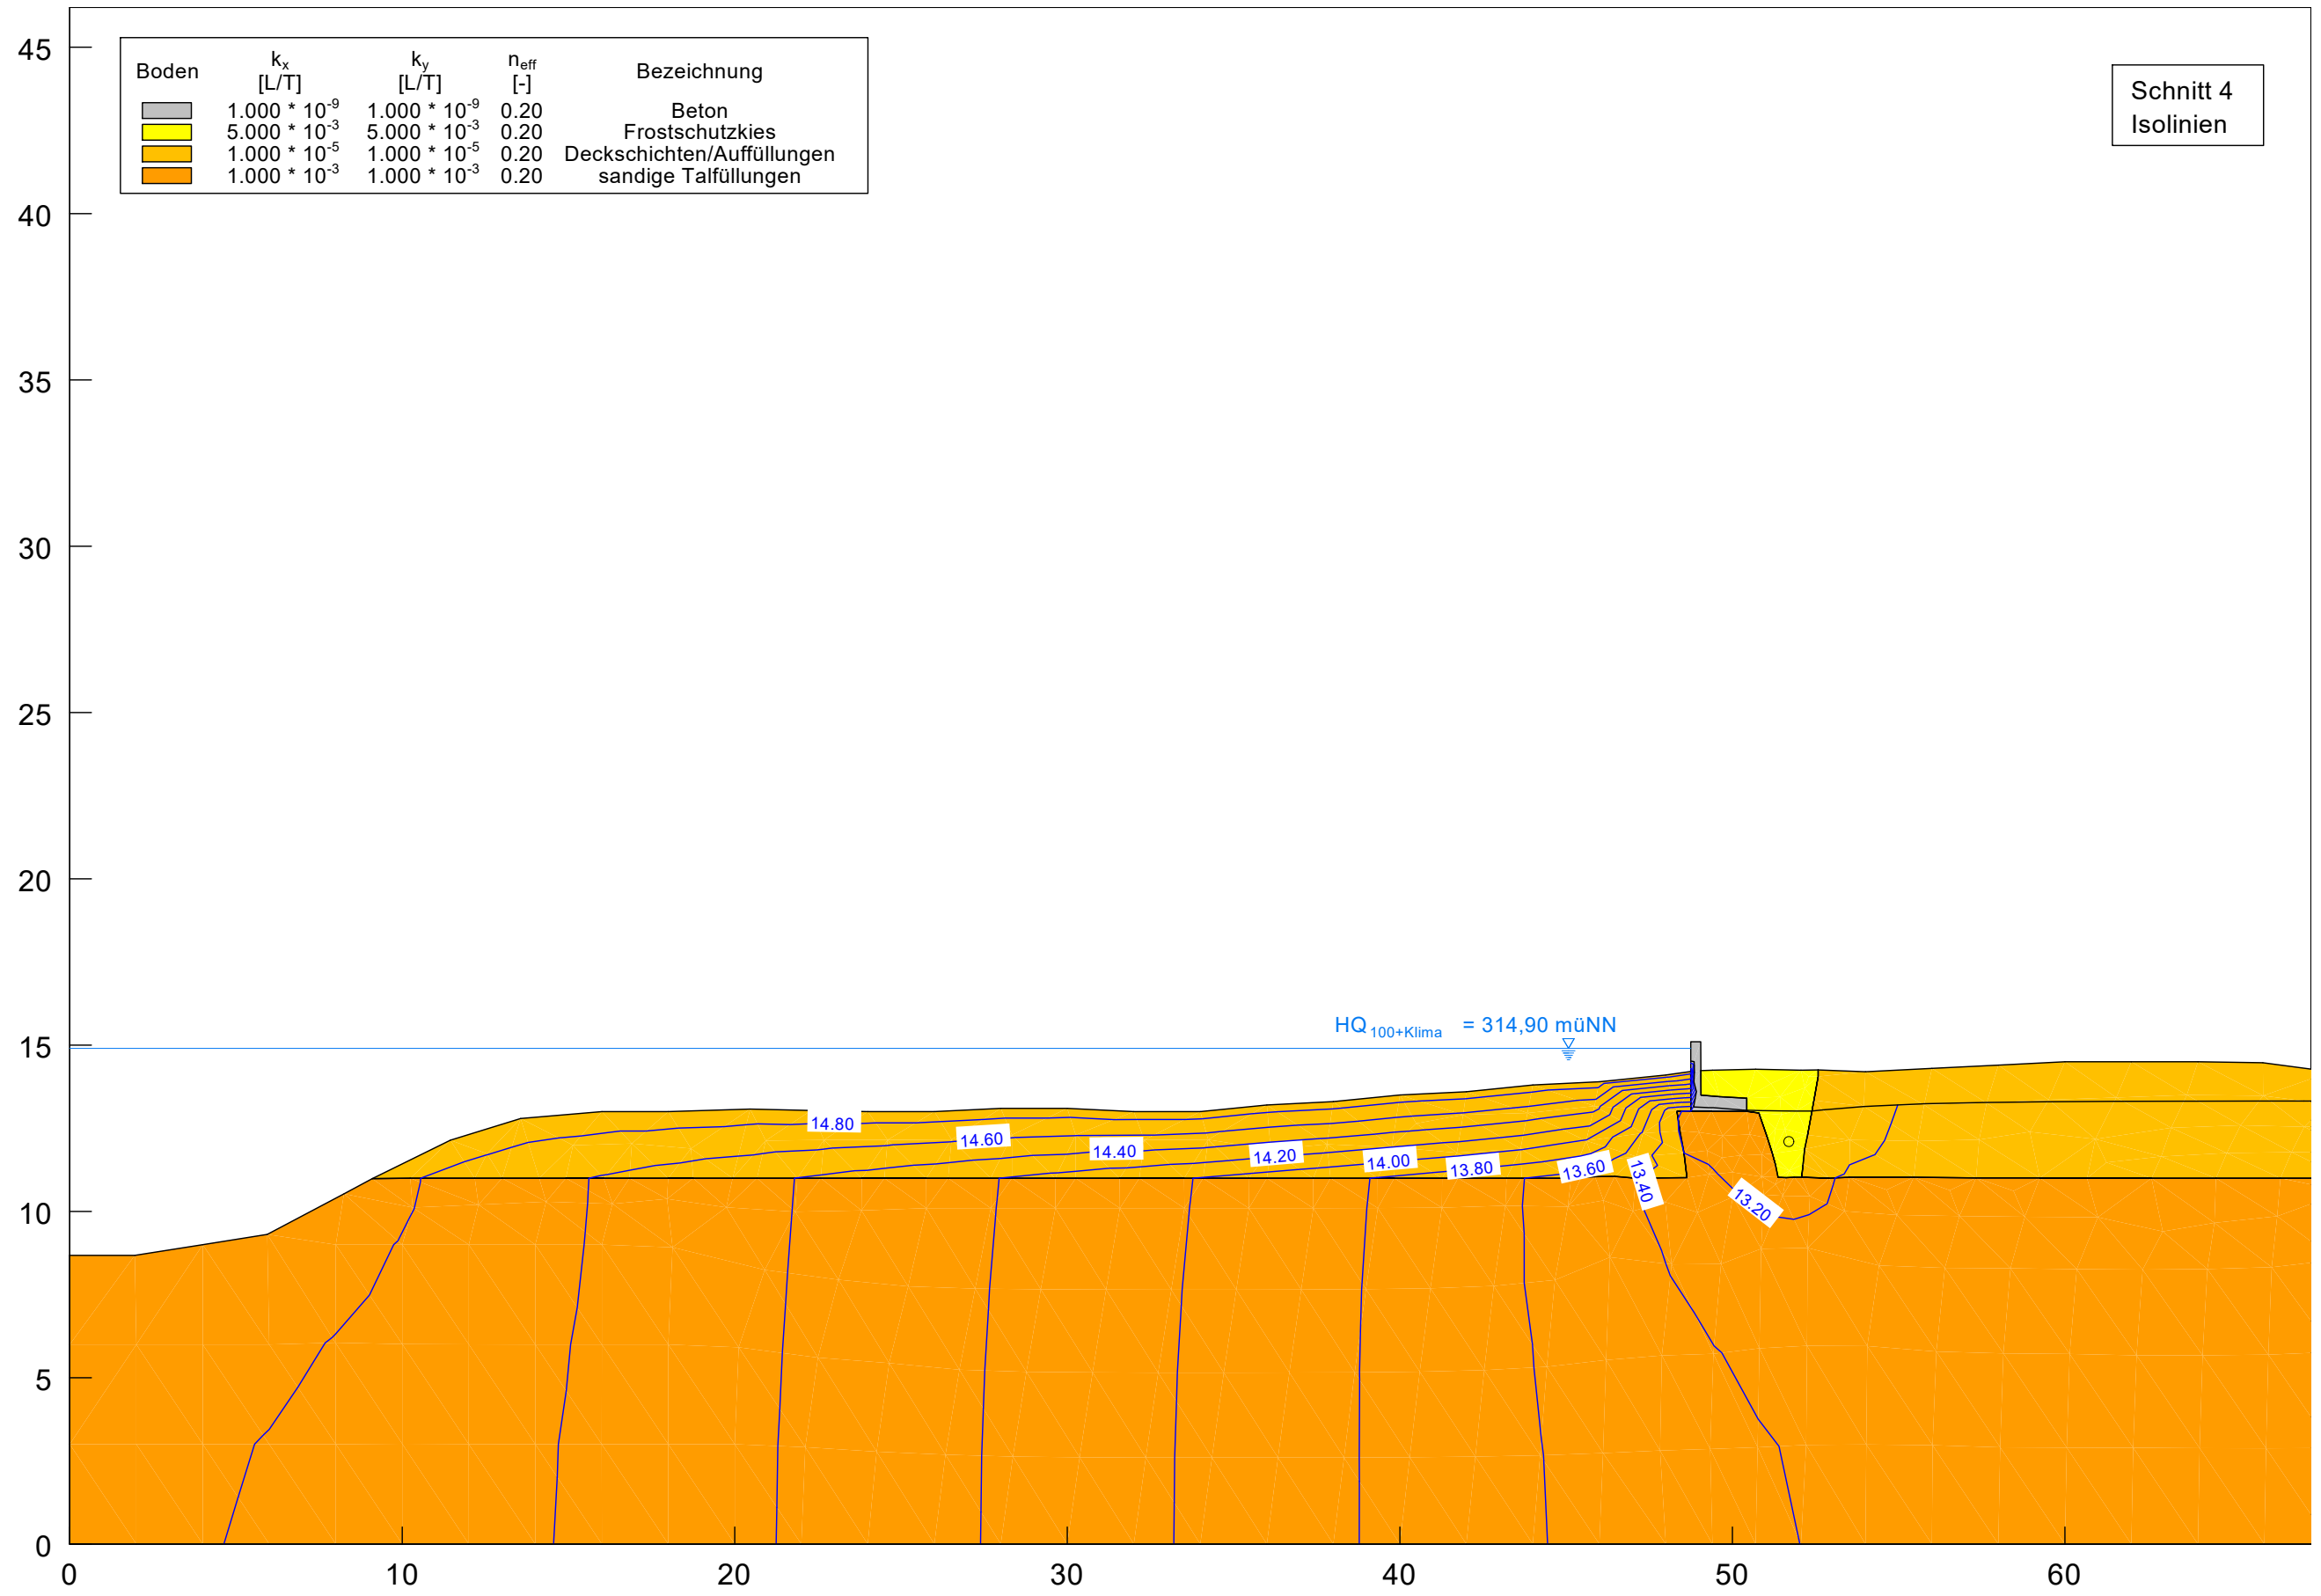 Boden kx ky neff Bezeichnung
[L/T] [L/T] [-]
1.000 * 10-9 1.000 * 10-9 0.20 Beton
5.000 * 10-3 5.000 * 10-3 0.20 Frostschutzkies
1.000 * 10-5 1.000 * 10-5 0.20 Deckschichten/Auffüllungen
1.000 * 10-3 1.000 * 10-3 0.20 sandige Talfüllungen
Schnitt 4
Isolinien
45
40
35
30
25
20
15
10
5
0
HQ 100+Klima = 314,90 müNN
14.80
14.60
14.40
14.20
14.00
13.80
13.60
13.40
13.20
0 10 20 30 40 50 60